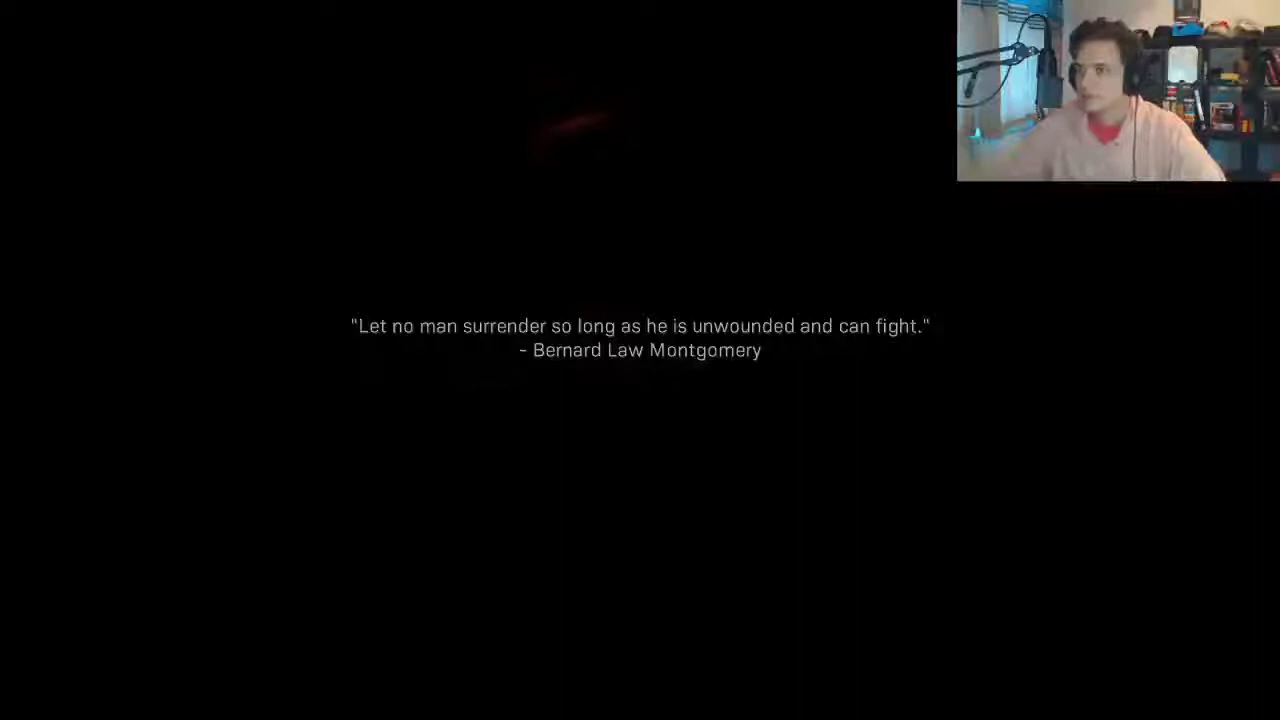 "Let no man surrender so long as he is unwounded and can fight."
- Bernard Law Montgomery